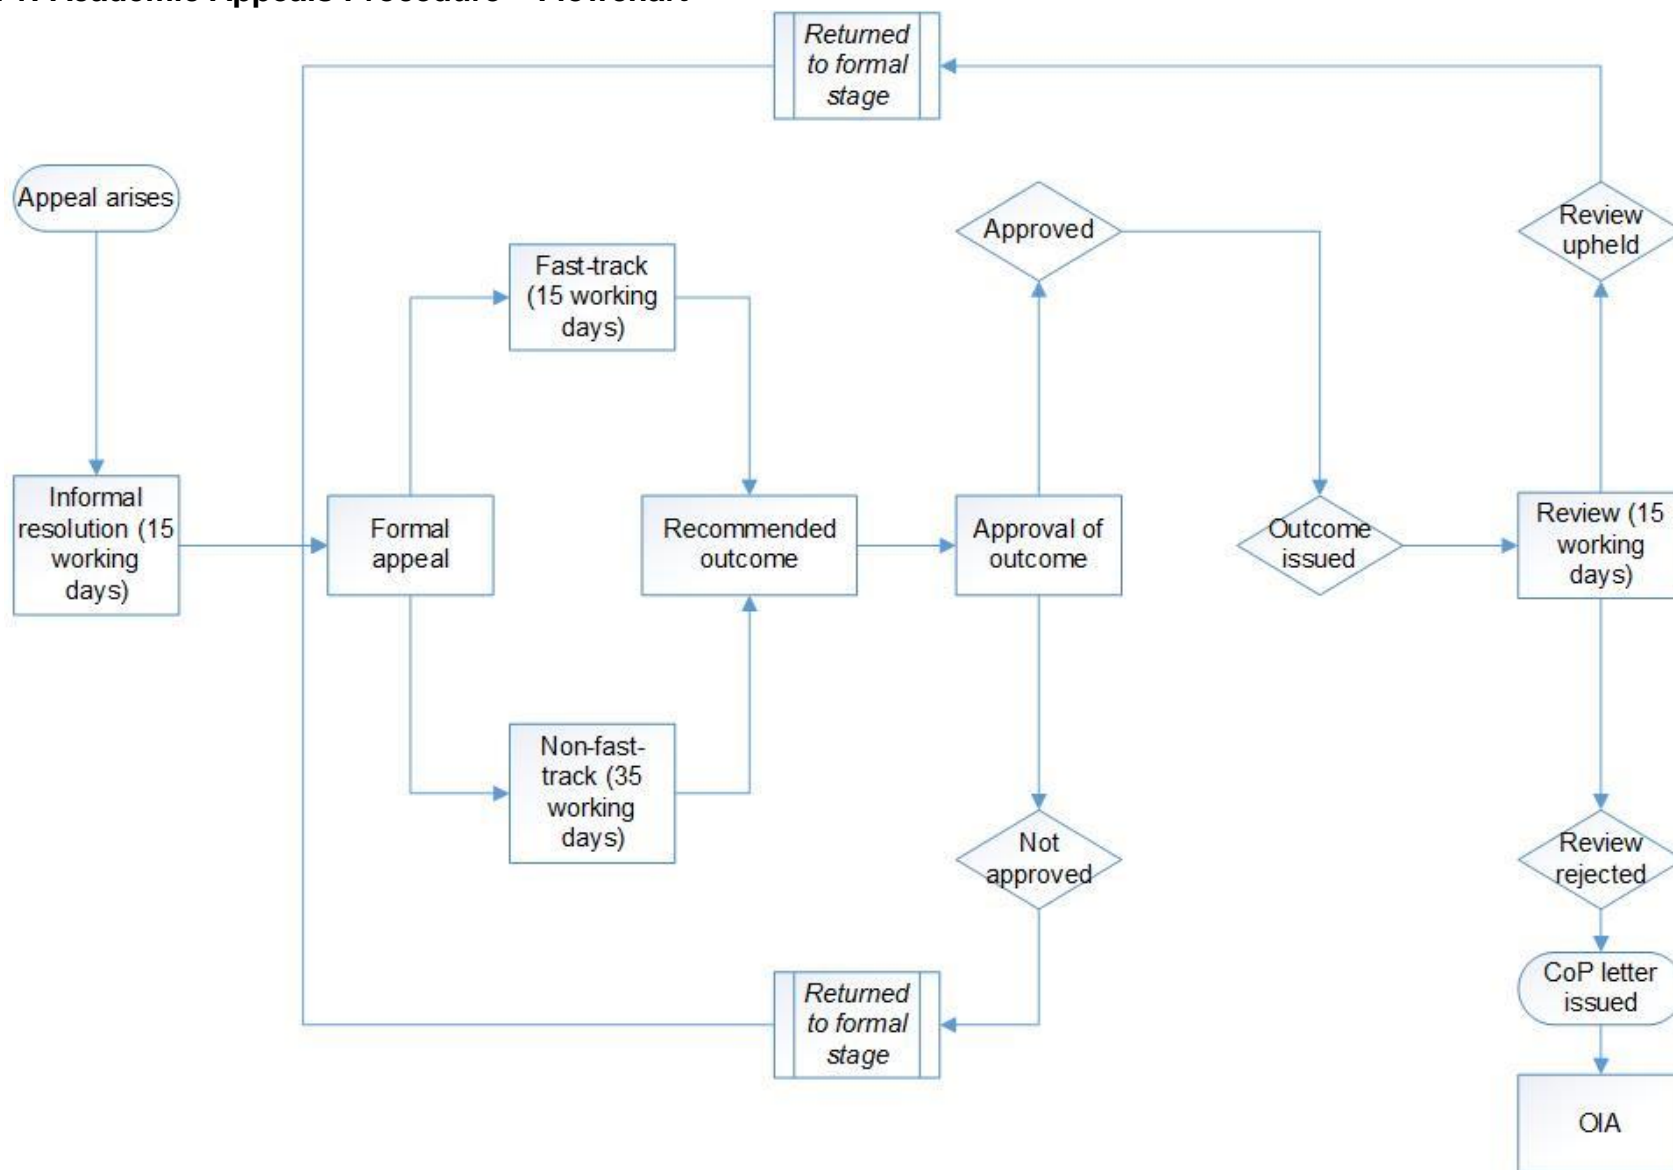 Returned
to formal
stage
Appeal arises
Approved
Review
upheld
Fast-track
(15 working
days)
Informal
resolution (15
working
days)
Formal
appeal
Recommended
outcome
Approval of
outcome
Outcome
issued
Review (15
working
days)
Non-fast-
track (35
working
days)
Not
approved
Review
rejected
CoP letter
issued
Returned
to formal
stage
OIA